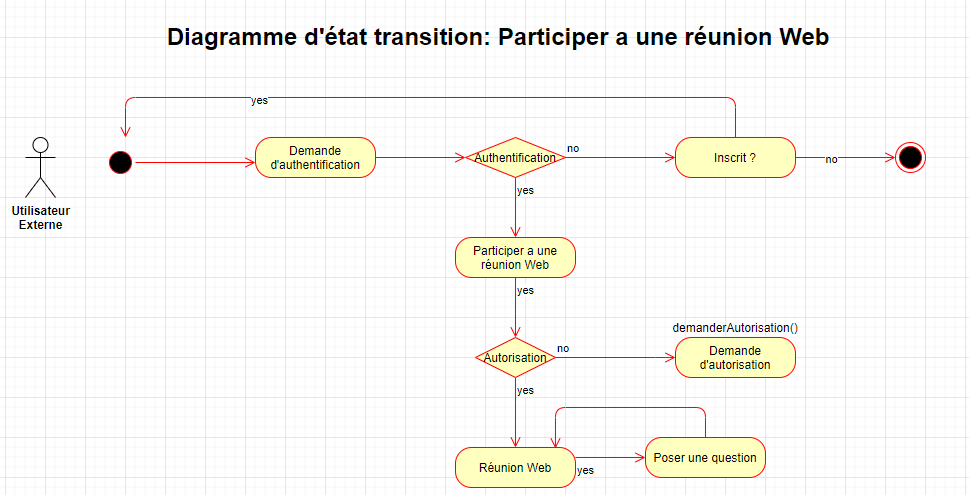 Diagramme d'état transition: Participer a une réunion Web
yes
Utilisateur
Externe
Demande
d'authentification
Authentification
no
Inscrit ?
no
yes
Participer a une
réunion Web
yes
Autorisation
no
demanderAutorisation()
Demande
d'autorisation
yes
Réunion Web
yes
Poser une question